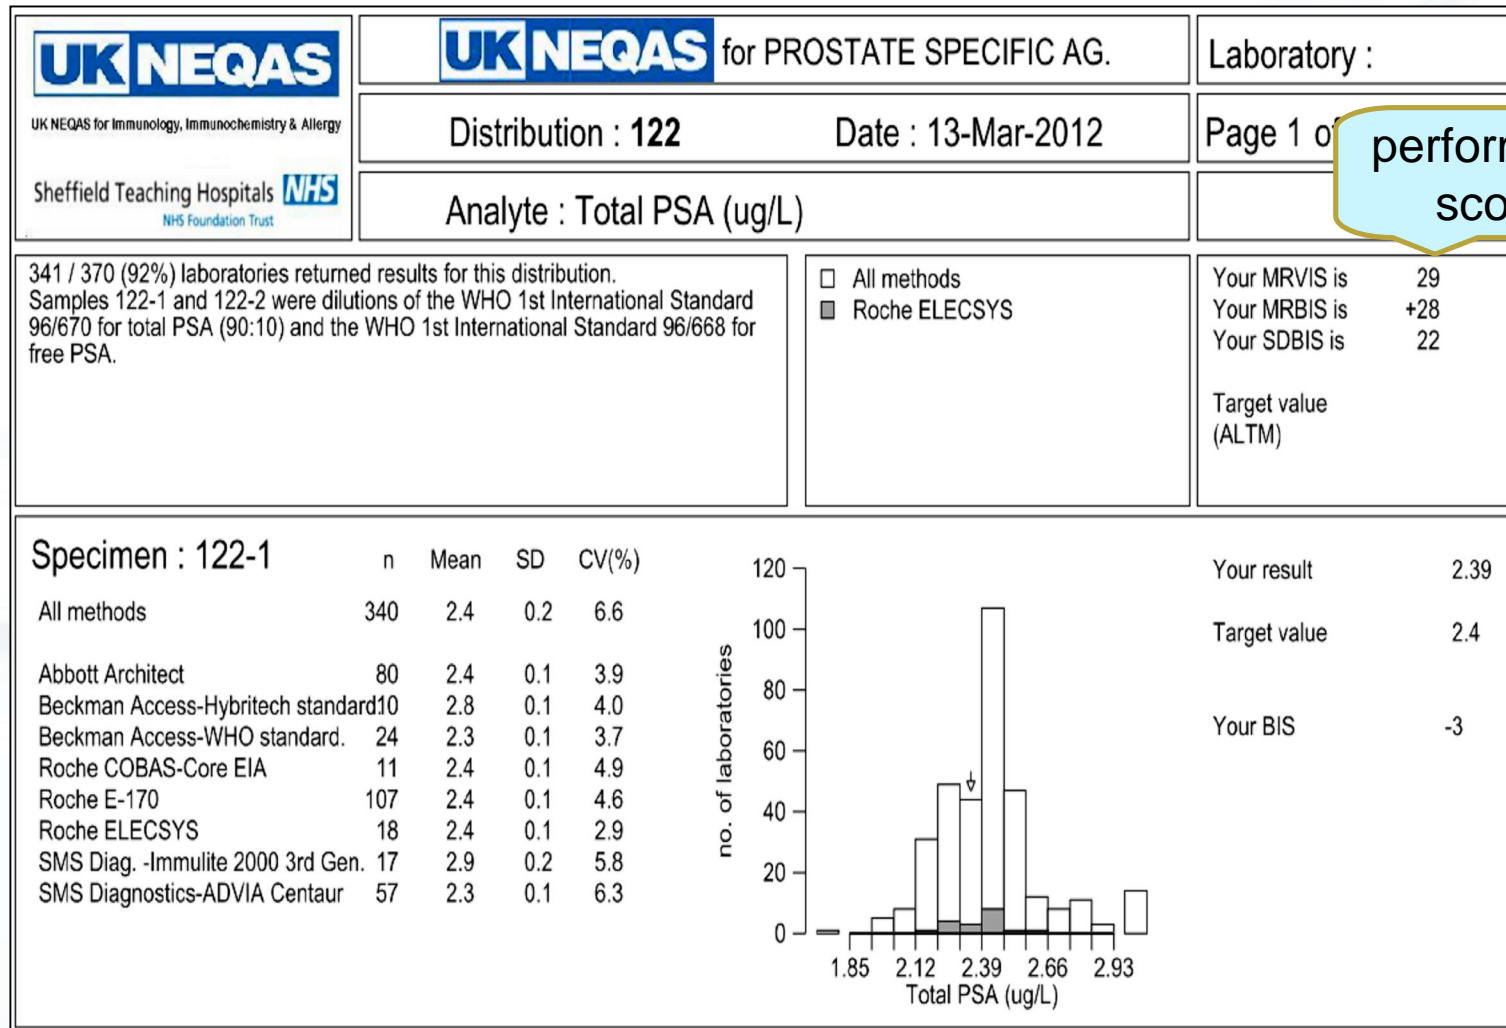 UK NEQAS
UK NEQAS for Immunology, Immunochemistry & Allergy
Sheffield Teaching Hospitals NHS
NHS Foundation Trust
UK NEQAS for PROSTATE SPECIFIC AG.
Laboratory :
Distribution : 122 Date : 13-Mar-2012
Page 1 of
Analyte : Total PSA (ug/L)
341 / 370 (92%) laboratories returned results for this distribution.
Samples 122-1 and 122-2 were dilutions of the WHO 1st International Standard
96/670 for total PSA (90:10) and the WHO 1st International Standard 96/668 for
free PSA.
All methods
Roche ELECSYS
Your MRVIS is 29
Your MRBIS is +28
Your SDBIS is 22
Target value
(ALTM)
Specimen : 122-1 n Mean SD CV(%)
All methods 340 2.4 0.2 6.6
Abbott Architect 80 2.4 0.1 3.9
Beckman Access-Hybritech standard. 10 2.8 0.1 4.0
Beckman Access-WHO standard. 24 2.3 0.1 3.7
Roche COBAS-Core EIA 11 2.4 0.1 4.9
Roche E-170 107 2.4 0.1 4.6
Roche ELECSYS 18 2.4 0.1 2.9
SMS Diag. -Immulite 2000 3rd Gen. 17 2.9 0.2 5.8
SMS Diagnostics-ADVIA Centaur 57 2.3 0.1 6.3
no. of laboratories
120
100
80
60
40
20
0
1.85 2.12 2.39 2.66 2.93
Total PSA (ug/L)
Your result 2.39
Target value 2.4
Your BIS -3